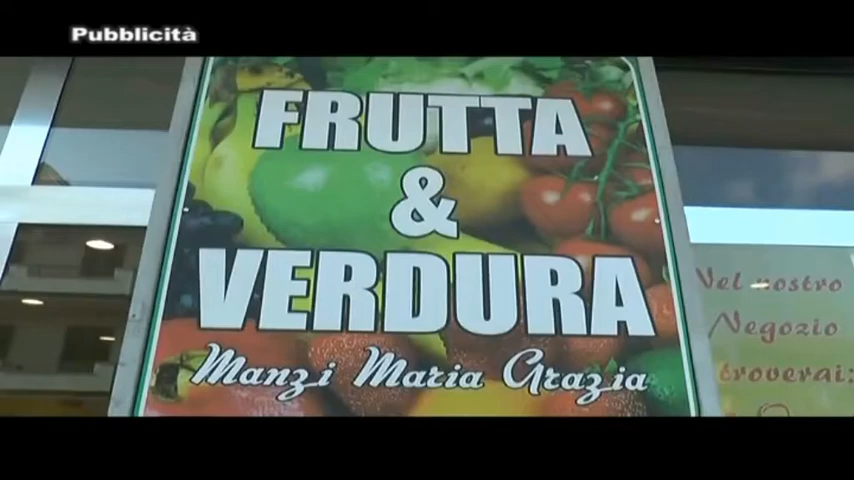 Pubblicità
FRUTTA
&
VERDURA
Manzi Maria Grazia
Nel nostro
Negozio
troverai: